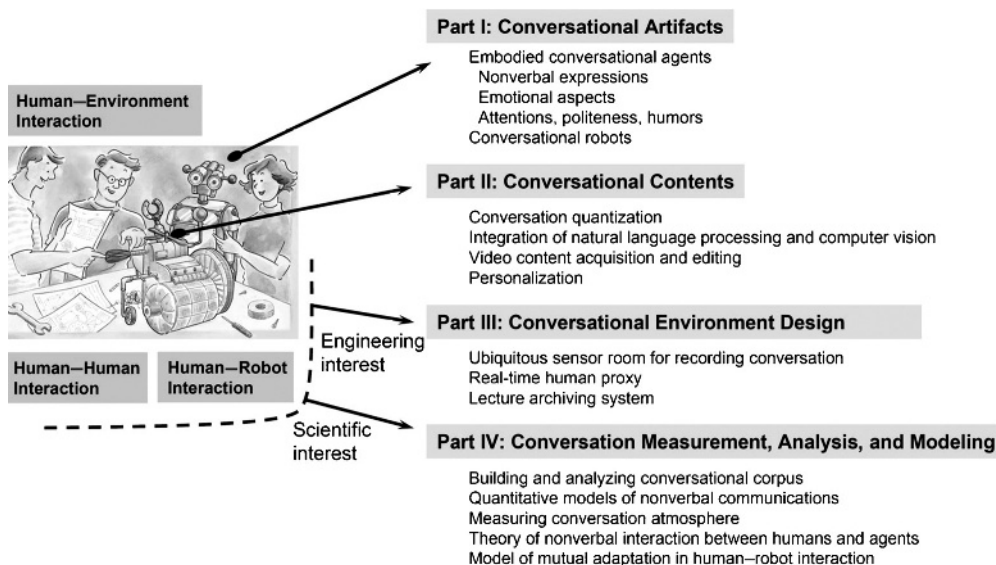 Human—Environment
Interaction
Human—Human
Interaction
Human—Robot
Interaction
Engineering
interest
Scientific
interest
Part I: Conversational Artifacts
Embodied conversational agents
Nonverbal expressions
Emotional aspects
Attentions, politeness, humors
Conversational robots
Part II: Conversational Contents
Conversation quantization
Integration of natural language processing and computer vision
Video content acquisition and editing
Personalization
Part III: Conversational Environment Design
Ubiquitous sensor room for recording conversation
Real-time human proxy
Lecture archiving system
Part IV: Conversation Measurement, Analysis, and Modeling
Building and analyzing conversational corpus
Quantitative models of nonverbal communications
Measuring conversation atmosphere
Theory of nonverbal interaction between humans and agents
Model of mutual adaptation in human—robot interaction